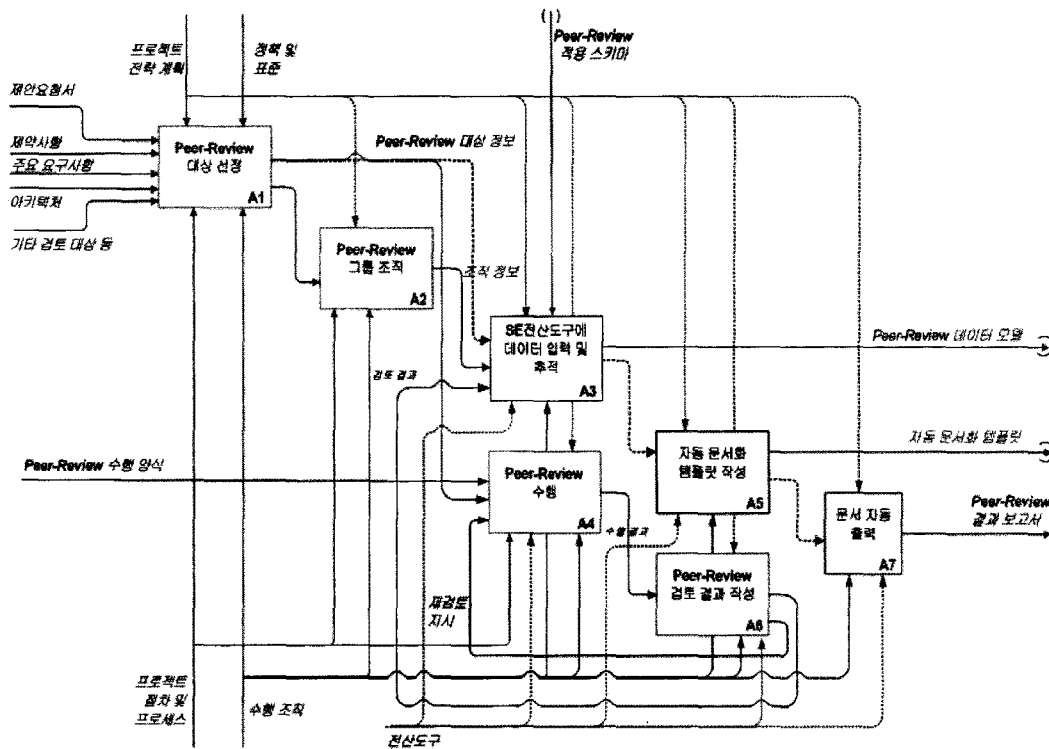 ( )
프로젝트
전략 계획
정책 및
표준
Peer-Review
적용 스키마
제안요청서
제약사항
주요 요구사항
아키텍처
기타 검토 대상 등
Peer-Review
대상 선정
A1
Peer-Review 대상 정보
Peer-Review
그룹 조직
A2
조직 정보
SE전산도구에
데이터 입력 및
추적
A3
Peer-Review 데이터 모델
( )
검토 결과
자동 문서화 템플릿
( )
자동 문서화
템플릿 작성
A5
Peer-Review 수행 양식
Peer-Review
수행
A4
수행 결과
Peer-Review
결과 보고서
문서 자동
출력
A7
Peer-Review
검토 결과 작성
A6
재검토
지시
프로젝트
절차 및
프로세스
수행 조직
전산도구